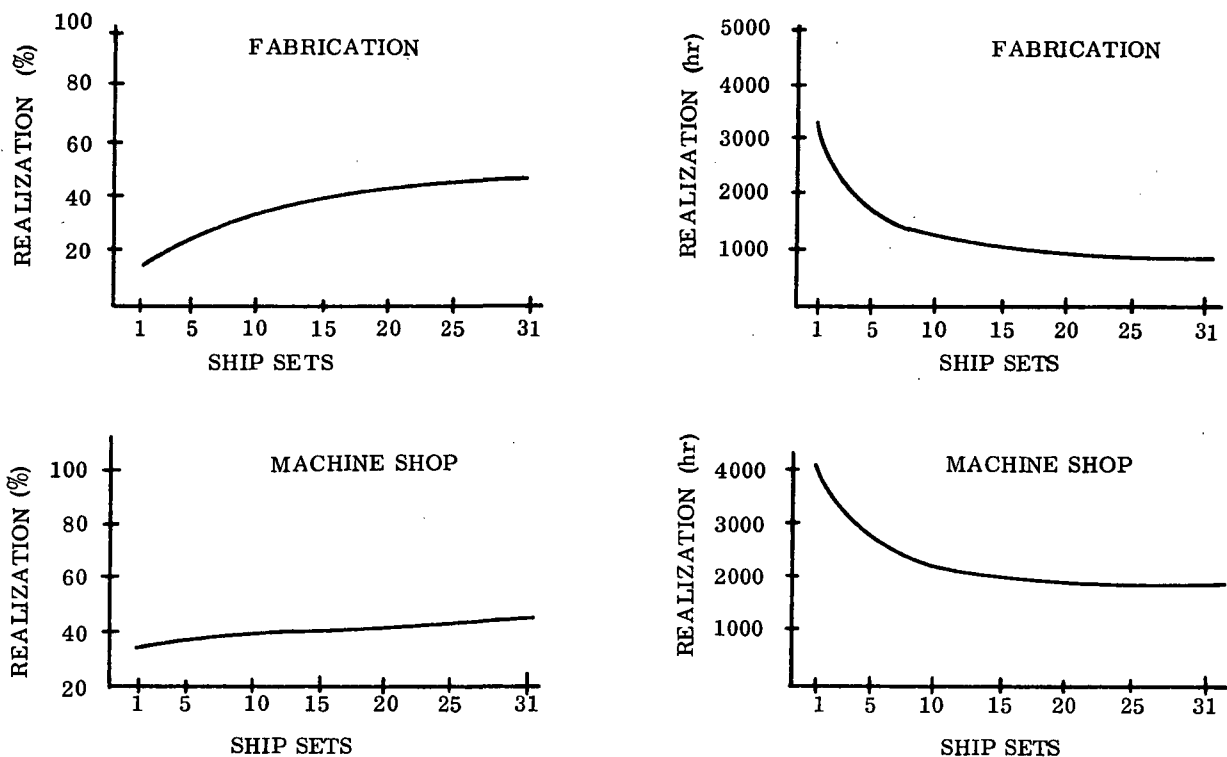 FABRICATION
REALIZATION (%)
100
80
60
40
20
1 5 10 15 20 25 31
SHIP SETS
FABRICATION
REALIZATION (hr)
5000
4000
3000
2000
1000
1 5 10 15 20 25 31
SHIP SETS
MACHINE SHOP
REALIZATION (%)
100
80
60
40
20
1 5 10 15 20 25 31
SHIP SETS
MACHINE SHOP
REALIZATION (hr)
4000
3000
2000
1000
1 5 10 15 20 25 31
SHIP SETS